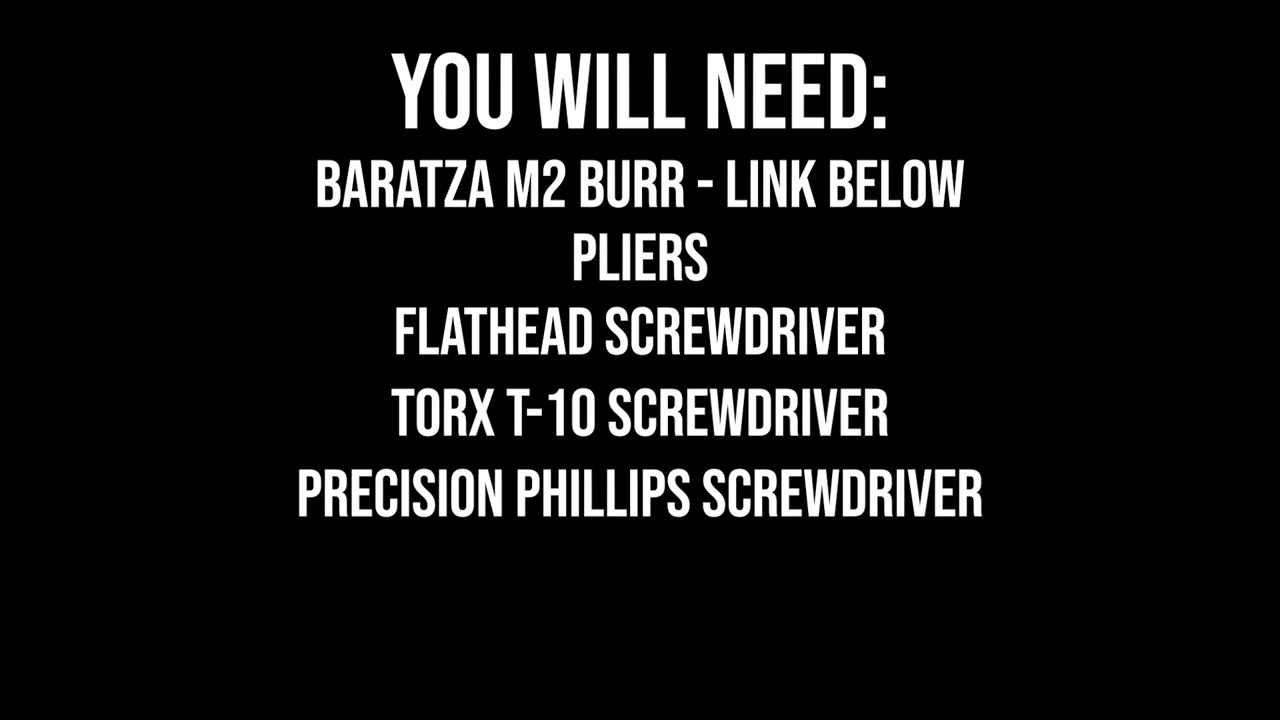 YOU WILL NEED:
BARATZA M2 BURR - LINK BELOW
PLIERS
FLATHEAD SCREWDRIVER
TORX T-10 SCREWDRIVER
PRECISION PHILLIPS SCREWDRIVER